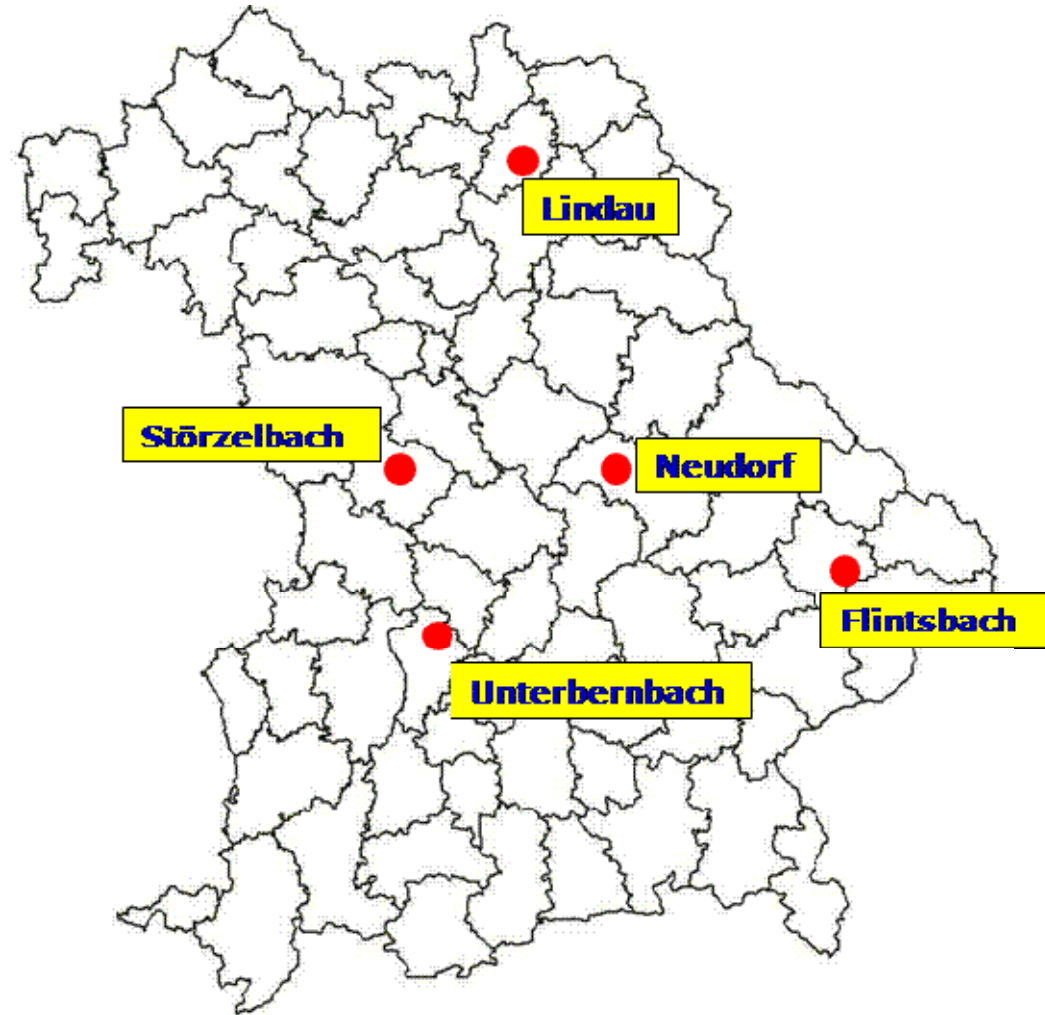 Lindau
Störzelbach
Neudorf
Flintsbach
Unterbernbach